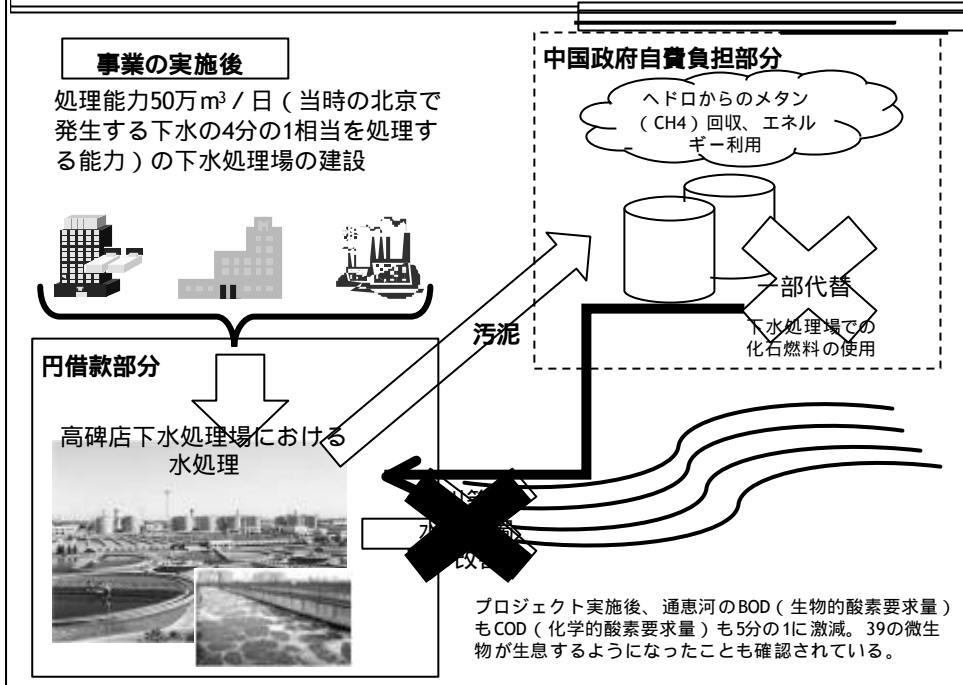 事業の実施後
処理能力50万m³／日（当時の北京で
発生する下水の4分の1相当を処理す
る能力）の下水処理場の建設
中国政府自費負担部分
ヘドロからのメタン
（CH4）回収、エネル
ギー利用
一部代替
下水処理場での
化石燃料の使用
汚泥
円借款部分
高碑店下水処理場における
水処理
プロジェクト実施後、通恵河のBOD（生物的酸素要求量）
もCOD（化学的酸素要求量）も5分の1に激減。39の微生
物が生息するようになったことも確認されている。